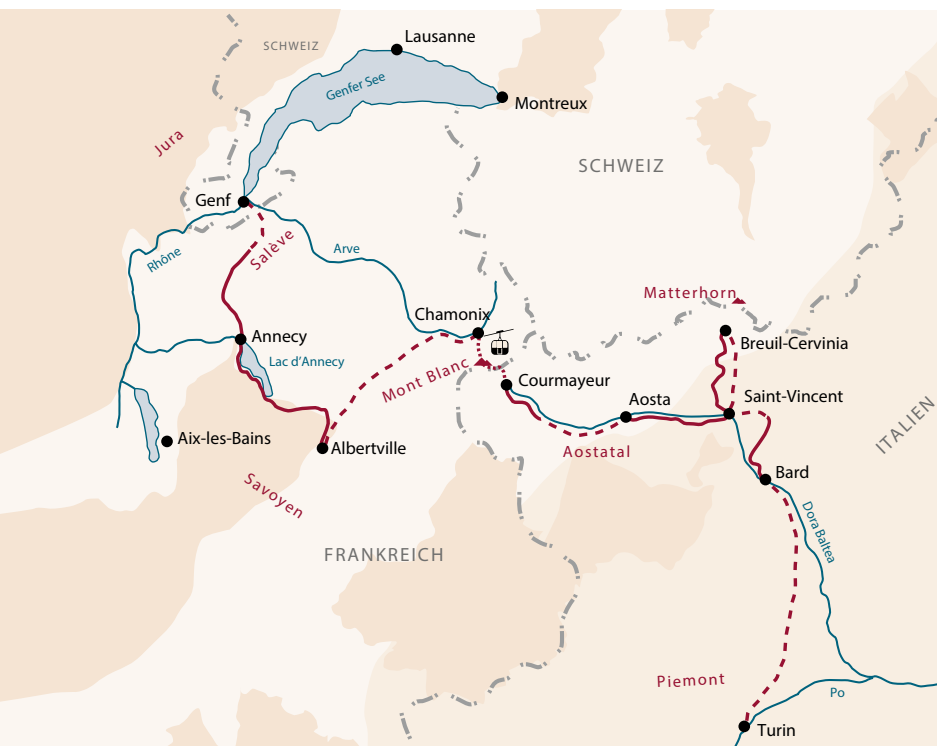 Lausanne
SCHWEIZ
Genfer See
Montreux
Jura
SCHWEIZ
Genf
Salève
Arve
Rhône
Matterhorn
Chamonix
Annecy
Breuil-Cervinia
Lac d'Annecy
Mont Blanc
Courmayeur
Saint-Vincent
Aosta
ITALIEN
Aix-les-Bains
Albertville
Aostatal
Bard
Savoyen
Dora Baltea
FRANKREICH
Piemont
Po
Turin